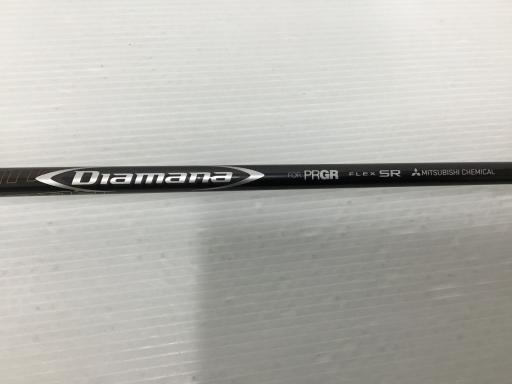 Diamana FOR PRGR FLEX SR MITSUBISHI CHEMICAL